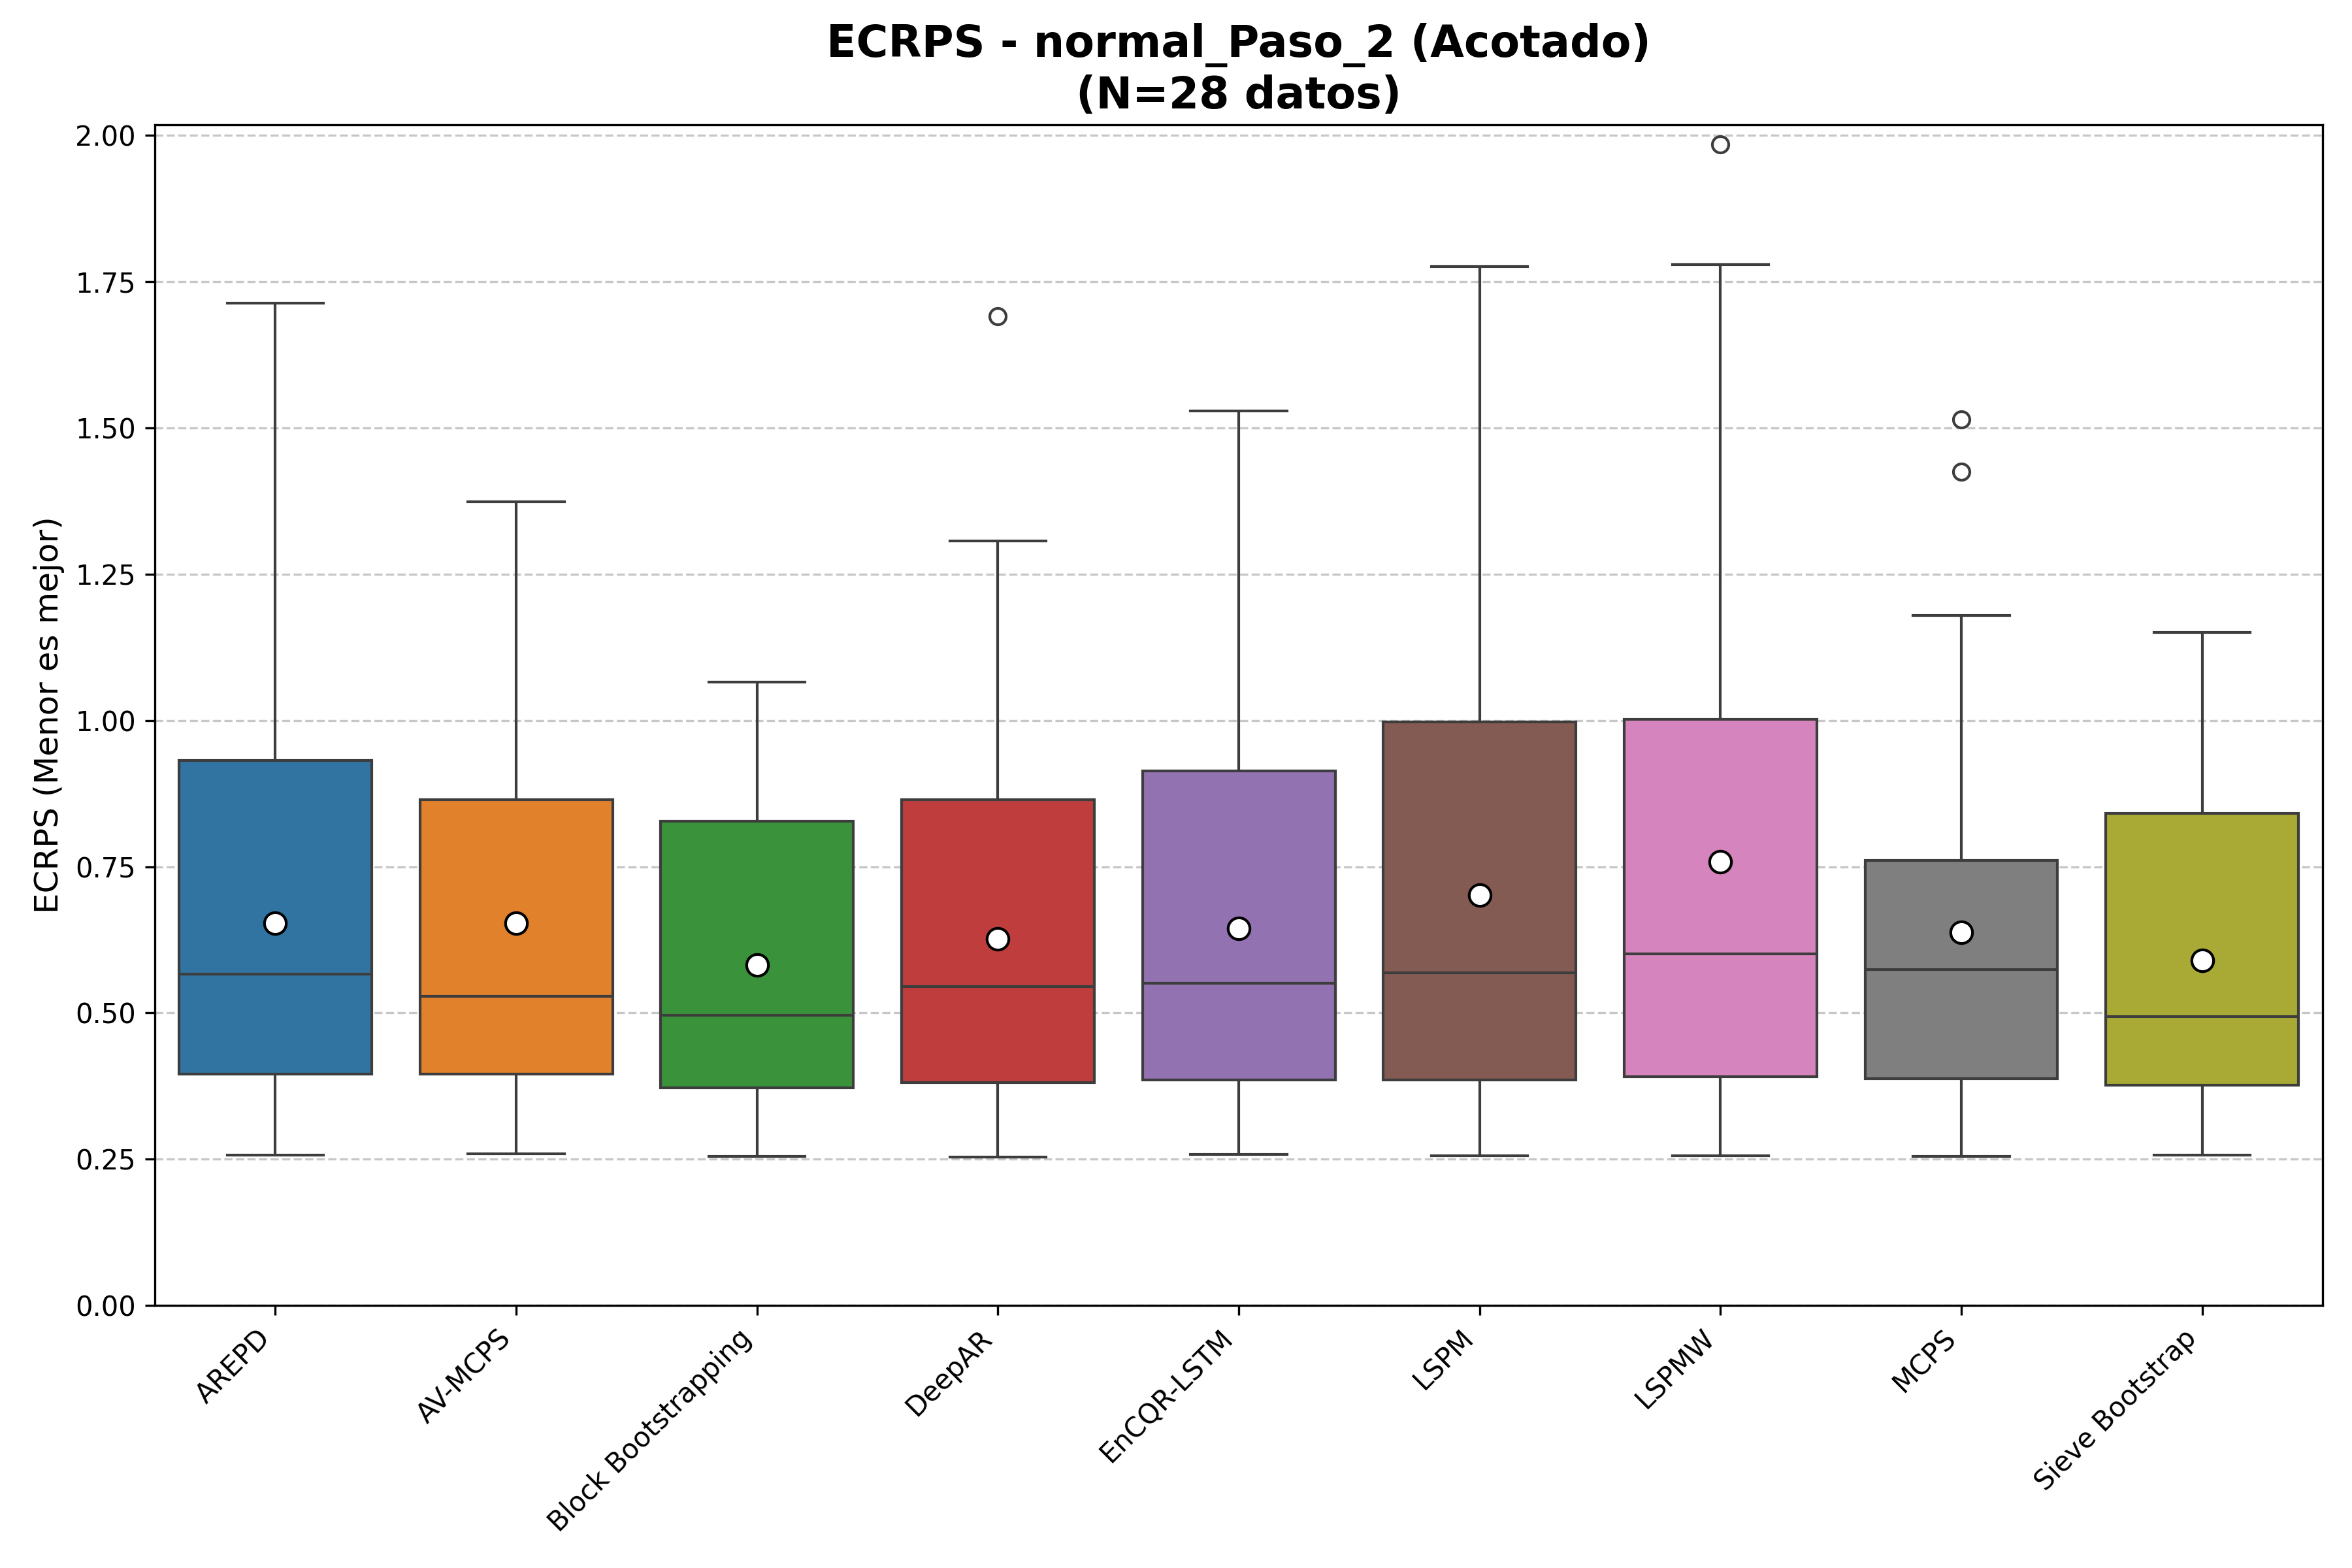 ECRPS - normal_Paso_2 (Acotado)
(N=28 datos)
ECRPS (Menor es mejor)
2.00
1.75
1.50
1.25
1.00
0.75
0.50
0.25
0.00
AREPD
AV-MCPS
Block Bootstrapping
DeepAR
EnCQR-LSTM
LSPM
LSPMW
MCPS
Sieve Bootstrap